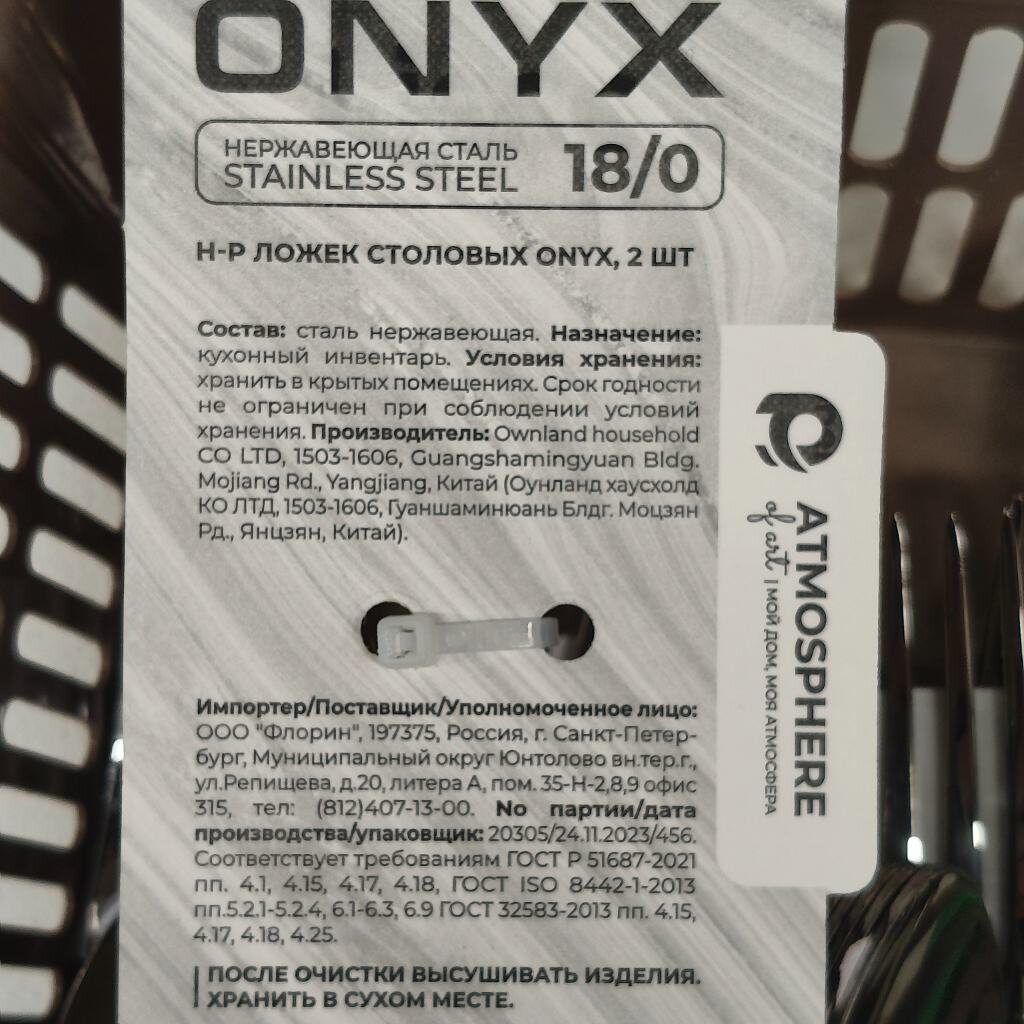 ONYX
НЕРЖАВЕЮЩАЯ СТАЛЬ
STAINLESS STEEL
18/0
Н-Р ЛОЖЕК СТОЛОВЫХ ONYX, 2 ШТ
Состав: сталь нержавеющая. Назначение:
кухонный инвентарь. Условия хранения:
хранить в крытых помещениях. Срок годности
не ограничен при соблюдении условий
хранения. Производитель: Ownland household
CO LTD, 1503-1606, Guangshamingyuan Bldg.
Mojiang Rd., Yangjiang, Китай (Оунланд хаусхолд
КО ЛТД, 1503-1606, Гуаншаминюань Блдг. Моцзян
Рд., Янцзян, Китай).
Импортер/Поставщик/Уполномоченное лицо:
ООО "Флорин", 197375, Россия, г. Санкт-Петер-
бург, Муниципальный округ Юнтолово вн.тер.г.,
ул.Репищева, д.20, литера А, пом. 35-Н-2,8,9 офис
315, тел: (812)407-13-00. No партии/дата
производства/упаковщик: 20305/24.11.2023/456.
Соответствует требованиям ГОСТ Р 51687-2021
пп. 4.1, 4.15, 4.17, 4.18, ГОСТ ISO 8442-1-2013
пп.5.2.1-5.2.4, 6.1-6.3, 6.9 ГОСТ 32583-2013 пп. 4.15,
4.17, 4.18, 4.25.
ПОСЛЕ ОЧИСТКИ ВЫСУШИВАТЬ ИЗДЕЛИЯ.
ХРАНИТЬ В СУХОМ МЕСТЕ.
ATMOSPHERE
of art | МОЙ ДОМ, МОЯ АТМОСФЕРА